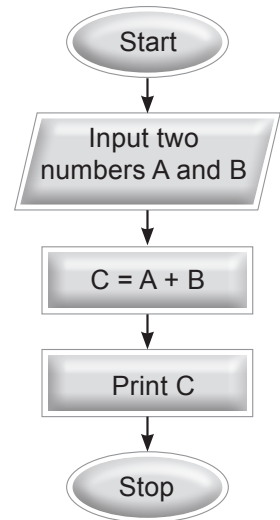 Start
Input two
numbers A and B
C = A + B
Print C
Stop